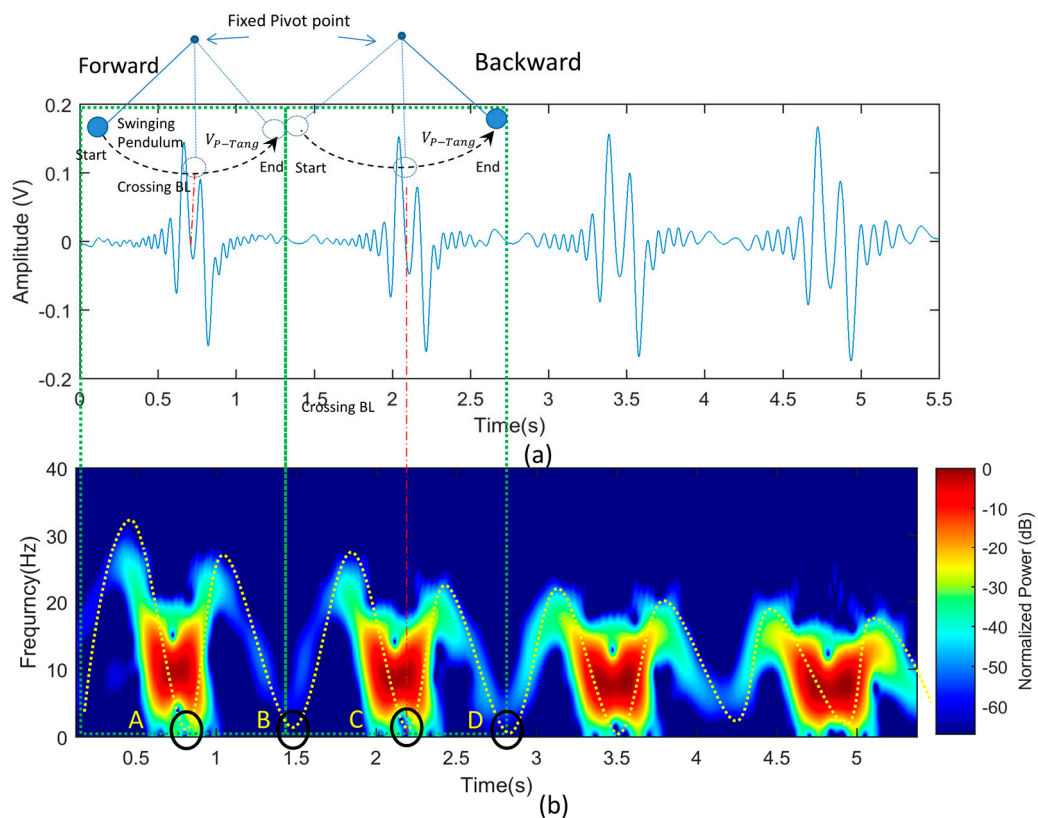 Fixed Pivot point
Forward
Backward
0.2
0.1
0
-0.1
-0.2
Amplitude (V)
Swinging
Pendulum
Start
V_{P-Tang}
End
Crossing BL
Start
V_{P-Tang}
End
0 0.5 1 1.5 2 2.5 3 3.5 4 4.5 5 5.5
Crossing BL
Time(s)
(a)
40
30
20
10
0
Frequrncy(Hz)
A B C D
0.5 1 1.5 2 2.5 3 3.5 4 4.5 5
Time(s)
(b)
0
-10
-20
-30
-40
-50
-60
Normalized Power (dB)